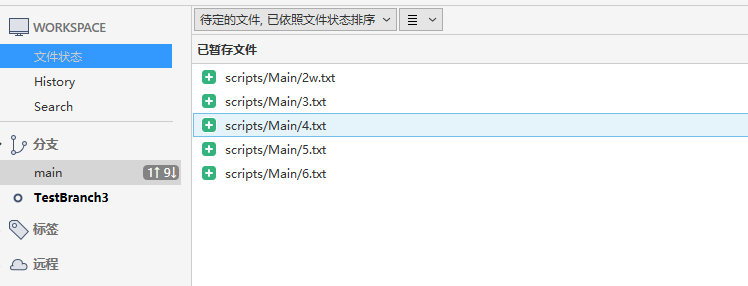 WORKSPACE
文件状态
History
Search
分支
main 1↑ 9↓
TestBranch3
标签
远程
待定的文件, 已依照文件状态排序
已暂存文件
scripts/Main/2w.txt
scripts/Main/3.txt
scripts/Main/4.txt
scripts/Main/5.txt
scripts/Main/6.txt